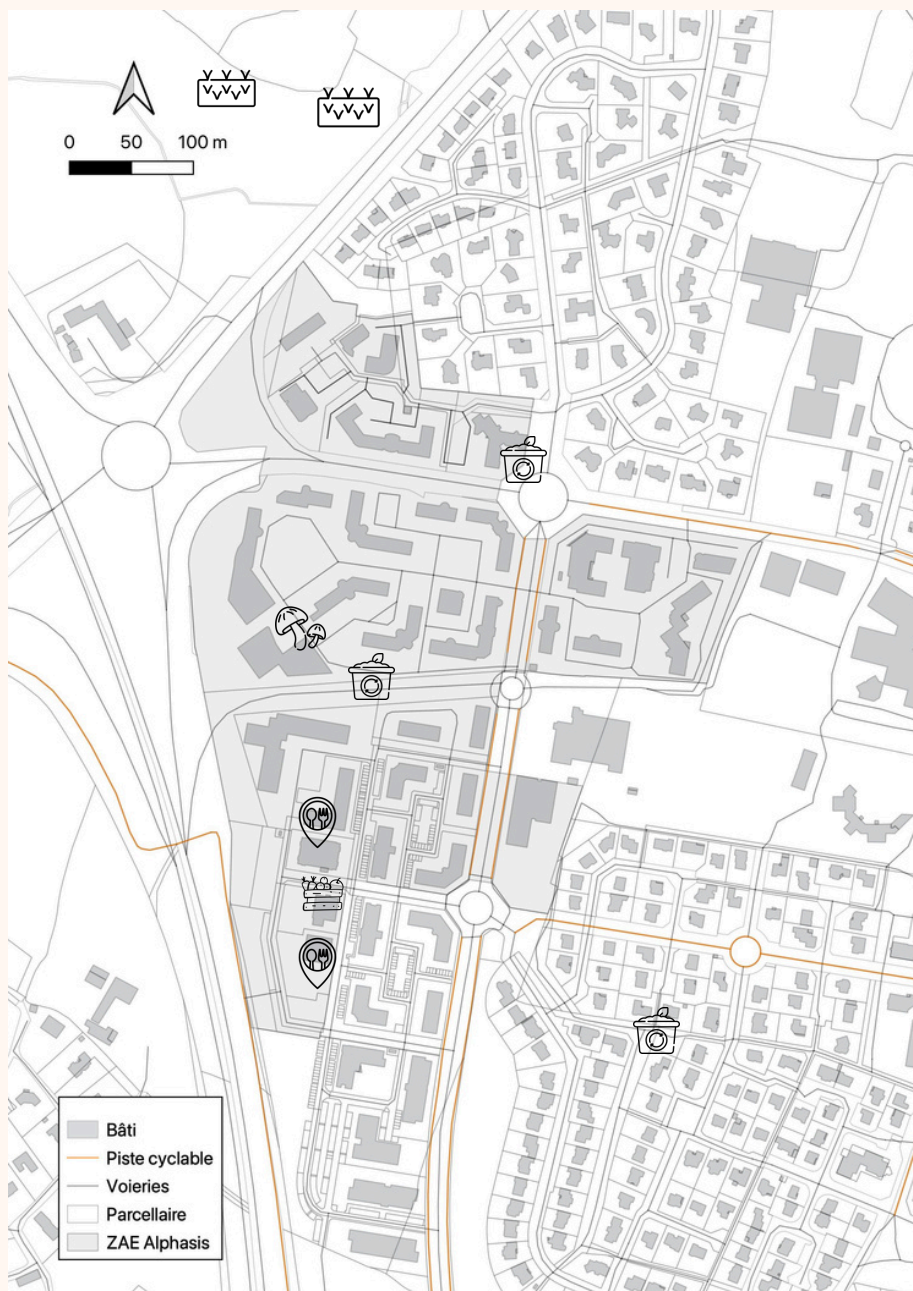 0 50 100 m
Bâti
Piste cyclable
Voieries
Parcellaire
ZAE Alphasis